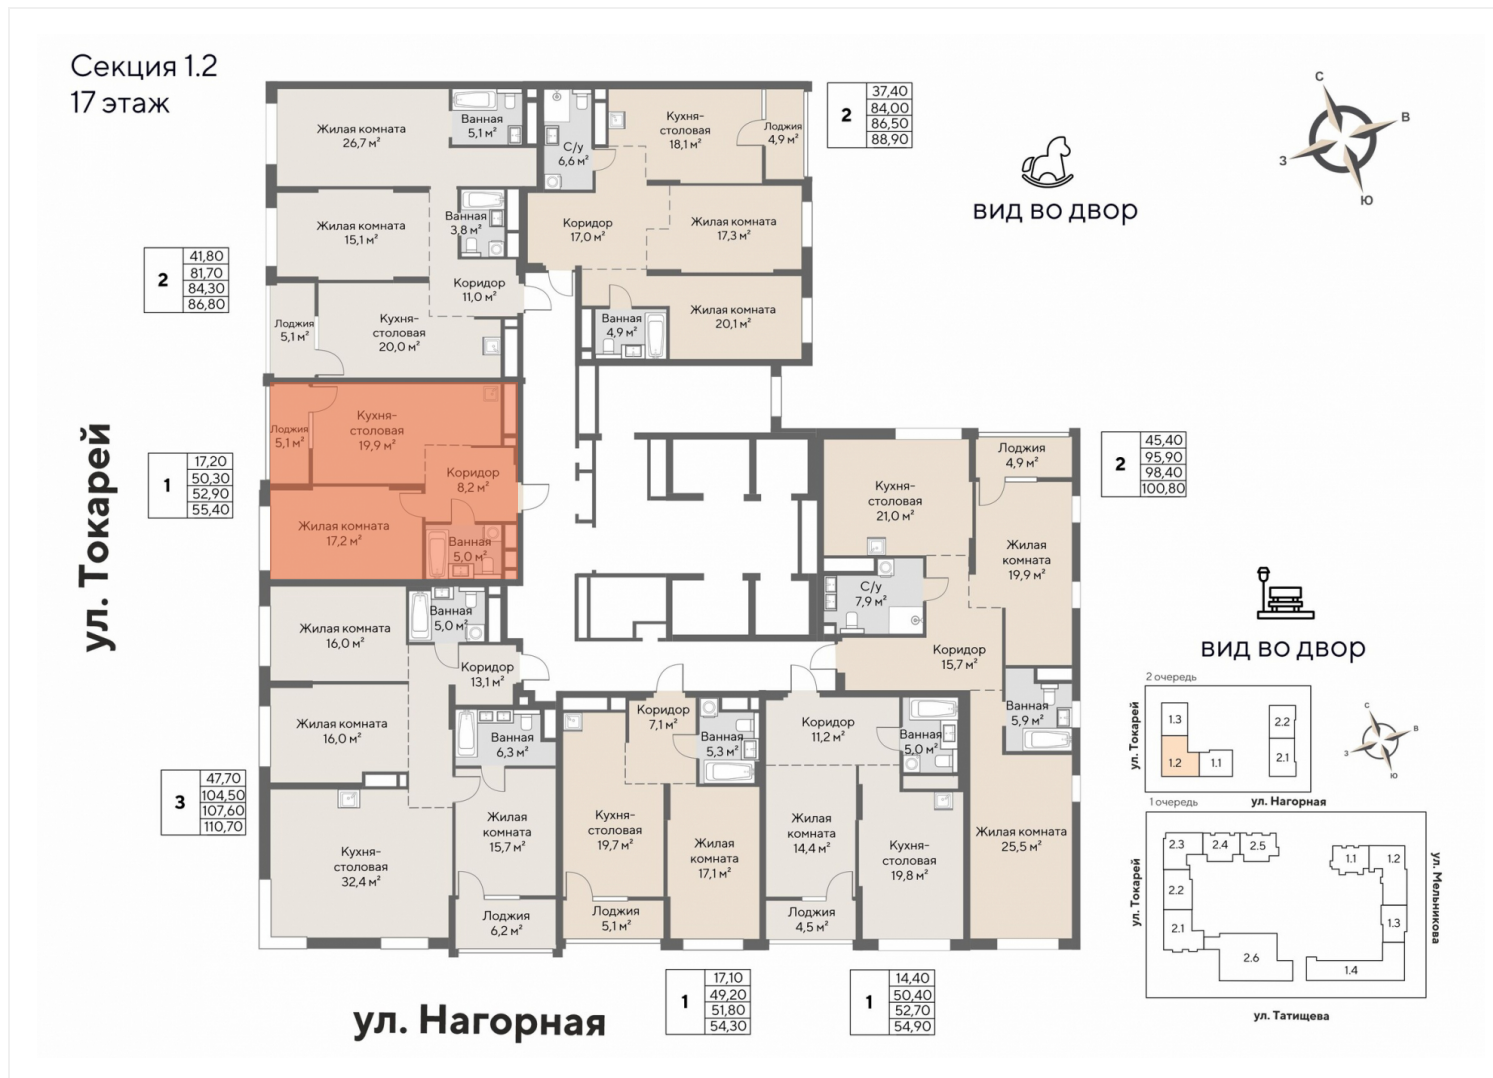 Секция 1.2
17 этаж
Жилая комната
26,7 м²
Ванная
5,1 м²
Жилая комната
15,1 м²
Ванная
3,8 м²
Коридор
11,0 м²
Лоджия
5,1 м²
Кухня-
столовая
20,0 м²
2
41,80
81,70
84,30
86,80
С/у
6,6 м²
Кухня-
столовая
18,1 м²
Лоджия
4,9 м²
Коридор
17,0 м²
Жилая комната
17,3 м²
Ванная
4,9 м²
Жилая комната
20,1 м²
2
37,40
84,00
86,50
88,90
вид во двор
С
В
З
Ю
ул. Токарей
1
17,20
50,30
52,90
55,40
Лоджия
5,1 м²
Кухня-
столовая
19,9 м²
Коридор
8,2 м²
Жилая комната
17,2 м²
Ванная
5,0 м²
Кухня-
столовая
21,0 м²
Лоджия
4,9 м²
Жилая
комната
19,9 м²
С/у
7,9 м²
Коридор
15,7 м²
Ванная
5,9 м²
Жилая комната
25,5 м²
2
45,40
95,90
98,40
100,80
Жилая комната
16,0 м²
Ванная
5,0 м²
Коридор
13,1 м²
Жилая комната
16,0 м²
Ванная
6,3 м²
Кухня-
столовая
32,4 м²
Жилая
комната
15,7 м²
Лоджия
6,2 м²
3
47,70
104,50
107,60
110,70
Коридор
7,1 м²
Ванная
5,3 м²
Кухня-
столовая
19,7 м²
Жилая
комната
17,1 м²
Лоджия
5,1 м²
Коридор
11,2 м²
Ванная
5,0 м²
Жилая
комната
14,4 м²
Кухня-
столовая
19,8 м²
Лоджия
4,5 м²
1
17,10
49,20
51,80
54,30
1
14,40
50,40
52,70
54,90
ул. Нагорная
вид во двор
2 очередь
ул. Токарей
1.3
1.2
1.1
2.2
2.1
С
В
З
Ю
ул. Нагорная
1 очередь
ул. Токарей
2.3
2.4
2.5
2.2
2.1
2.6
1.1
1.2
1.3
1.4
ул. Мельникова
ул. Татищева